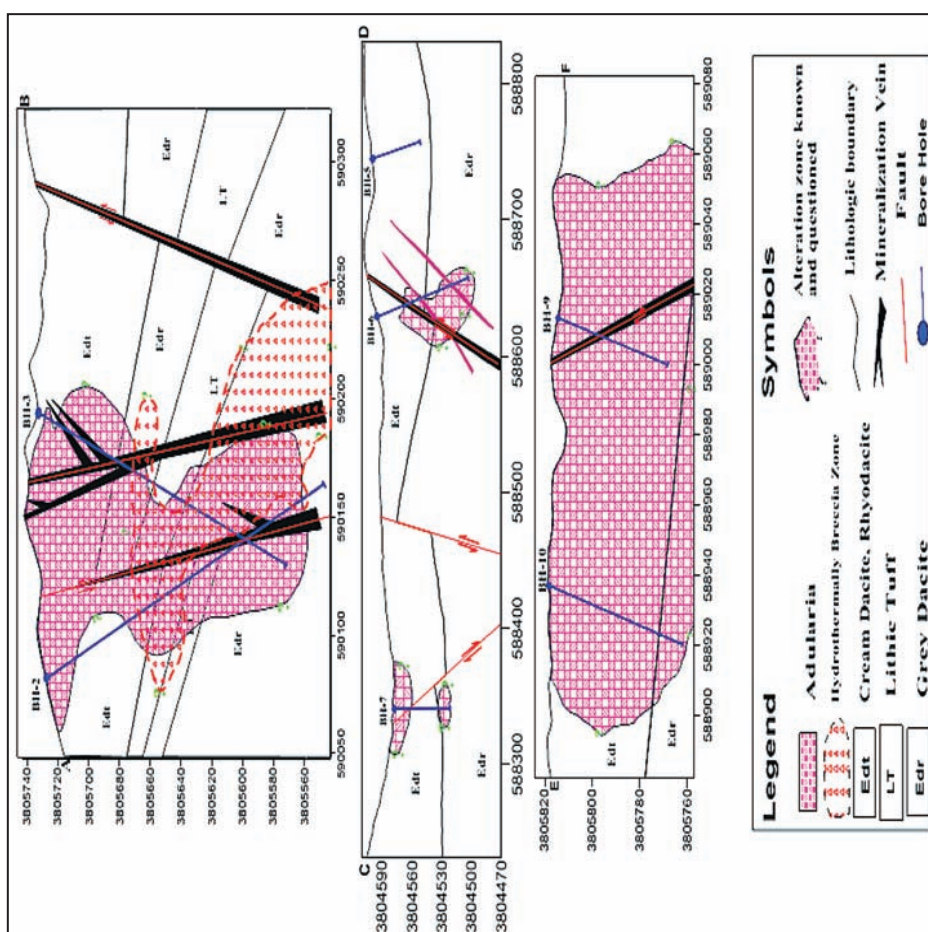 A
B
BH-2
BH-3
Edt
Edt
Edr
Edr
LT
LT
Edr
Edr
3805740
3805720
3805700
3805680
3805660
3805640
3805620
3805600
3805580
3805560
590050
590100
590150
590200
590250
590300
C
D
BH-7
BH-6
BH-5
Edt
Edt
Edr
Edr
3804590
3804560
3804530
3804500
3804470
588300
588400
588500
588600
588700
588800
E
F
BH-10
BH-9
Edt
Edr
3805820
3805800
3805780
3805760
588900
588920
588940
588960
588980
589000
589020
589040
589060
589080
Legend
Adularia
Hydrothermally Breccia Zone
Edt Cream Dacite, Rhyodacite
LT Lithic Tuff
Edr Grey Dacite
Symbols
Alteration zone known
and questioned
Lithologic boundary
Mineralization Vein
Fault
Bore Hole